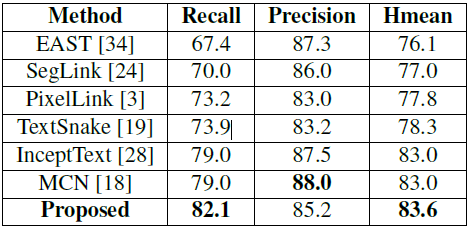 Method Recall Precision Hmean
EAST [34] 67.4 87.3 76.1
SegLink [24] 70.0 86.0 77.0
PixelLink [3] 73.2 83.0 77.8
TextSnake [19] 73.9 83.2 78.3
InceptText [28] 79.0 87.5 83.0
MCN [18] 79.0 88.0 83.0
Proposed 82.1 85.2 83.6